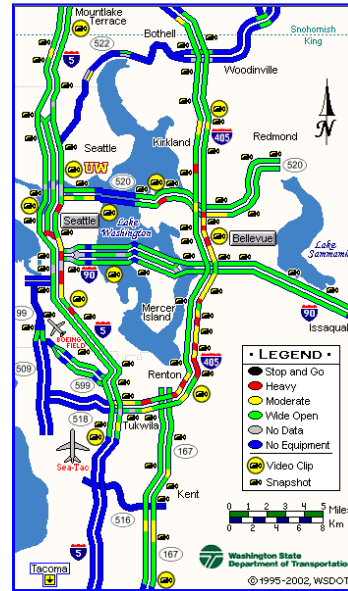 Mountlake
Terrace
Bothell
Snohomish
King
522
5
Woodinville
Kirkland
405
Redmond
N
Seattle
UW
520
520
Seattle
Lake
Washington
Bellevue
Lake
Sammami
90
90
Mercer
Island
Issaqual
99
BOEING
FIELD
5
509
599
Renton
405
518
Tukwila
Sea-Tac
167
Kent
516
167
5
Tacoma
• LEGEND •
Stop and Go
Heavy
Moderate
Wide Open
No Data
No Equipment
Video Clip
Snapshot
0 1 2 3 4 5 Miles
0 2 4 6 8 Km
Washington State
Department of Transportation
©1995-2002, WSDOT